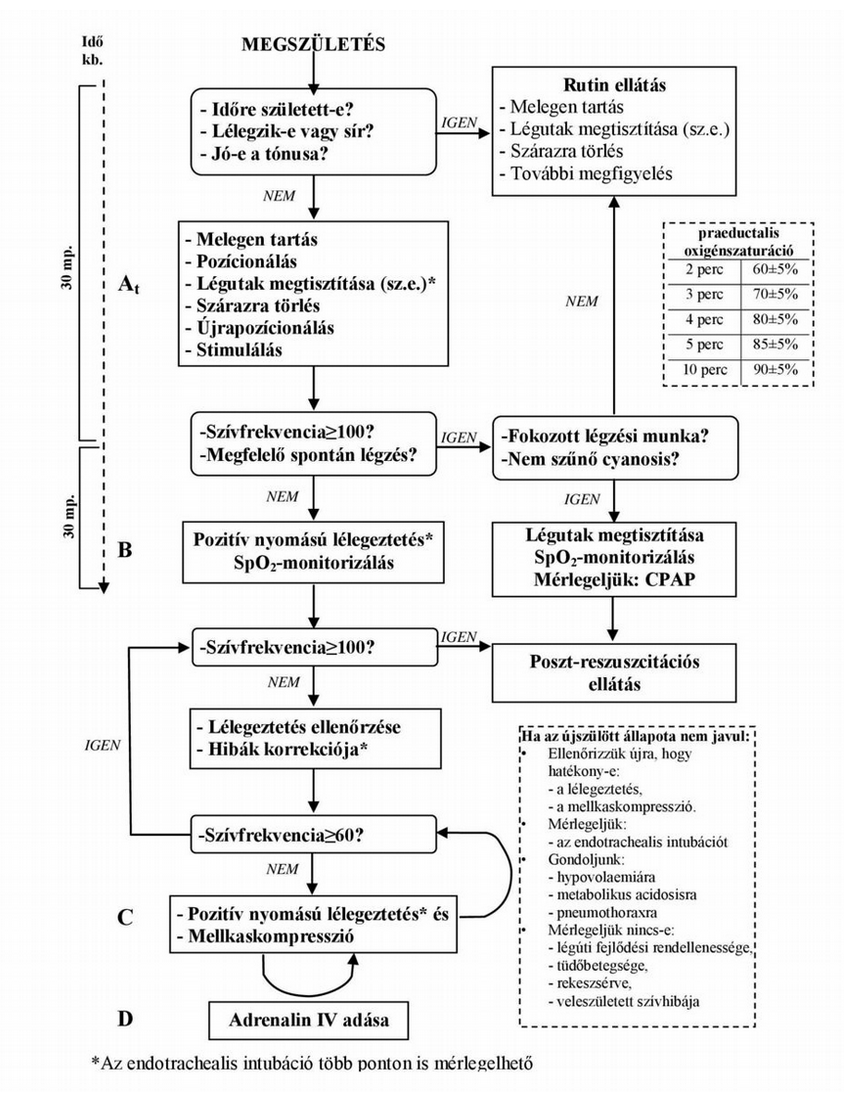 Idő
kb.
MEGSZÜLETÉS
- Időre született-e?
- Lélegzik-e vagy sír?
- Jó-e a tónusa?
IGEN
Rutin ellátás
- Melegen tartás
- Légutak megtisztítása (sz.e.)
- Szárazra törlés
- További megfigyelés
NEM
30 mp.
At
- Melegen tartás
- Pozícionálás
- Légutak megtisztítása (sz.e.)*
- Szárazra törlés
- Újrapozícionálás
- Stimulálás
NEM
praeductalis
oxigénszaturáció
2 perc 60±5%
3 perc 70±5%
4 perc 80±5%
5 perc 85±5%
10 perc 90±5%
-Szívfrekvencia≥100?
-Megfelelő spontán légzés?
IGEN
-Fokozott légzési munka?
-Nem szűnő cyanosis?
NEM
IGEN
30 mp.
B
Pozitív nyomású lélegeztetés*
SpO2-monitorizálás
Légutak megtisztítása
SpO2-monitorizálás
Mérlegeljük: CPAP
-Szívfrekvencia≥100?
IGEN
Poszt-reszuszcitációs
ellátás
NEM
- Lélegeztetés ellenőrzése
- Hibák korrekciója*
IGEN
-Szívfrekvencia≥60?
NEM
C
- Pozitív nyomású lélegeztetés* és
- Mellkaskompresszió
D
Adrenalin IV adása
Ha az újszülött állapota nem javul:
• Ellenőrizzük újra, hogy
hatékony-e:
- a lélegeztetés,
- a mellkaskompresszió.
• Mérlegeljük:
- az endotrachealis intubációt
• Gondoljunk:
- hypovolaemiára
- metabolikus acidosisra
- pneumothoraxra
• Mérlegeljük nincs-e:
- légúti fejlődési rendellenessége,
- tüdőbetegsége,
- rekeszsérve,
- veleszületett szívhibája
*Az endotrachealis intubáció több ponton is mérlegelhető